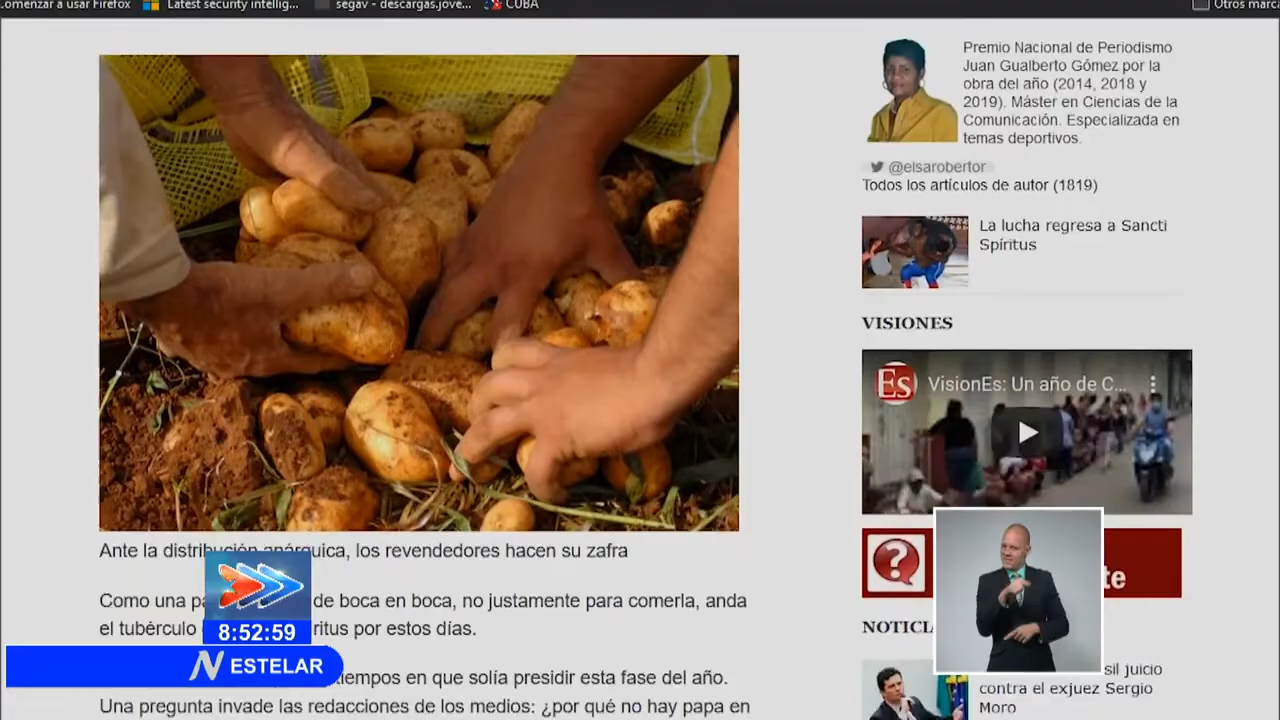 Comenzar a usar Firefox
Latest security intellig...
segav - descargas.jove...
CUBA
Otros marca
Ante la distribución anárquica, los revendedores hacen su zafra
Como una pa de boca en boca, no justamente para comerla, anda
el tubérculo ritus por estos días.
tiempos en que solía presidir esta fase del año.
Una pregunta invade las redacciones de los medios: ¿por qué no hay papa en
8:52:59
N ESTELAR
Premio Nacional de Periodismo
Juan Gualberto Gómez por la
obra del año (2014, 2018 y
2019). Máster en Ciencias de la
Comunicación. Especializada en
temas deportivos.
@elsarobertor
Todos los artículos de autor (1819)
La lucha regresa a Sancti
Spíritus
VISIONES
Es
VisionEs: Un año de C...
?
te
NOTICI
sil juicio
contra el exjuez Sergio
Moro